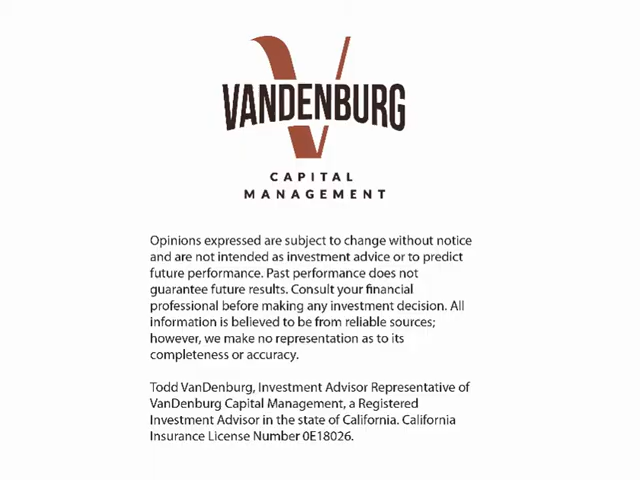 VANDENBURG
CAPITAL
MANAGEMENT
Opinions expressed are subject to change without notice
and are not intended as investment advice or to predict
future performance. Past performance does not
guarantee future results. Consult your financial
professional before making any investment decision. All
information is believed to be from reliable sources;
however, we make no representation as to its
completeness or accuracy.
Todd VanDenburg, Investment Advisor Representative of
VanDenburg Capital Management, a Registered
Investment Advisor in the state of California. California
Insurance License Number 0E18026.